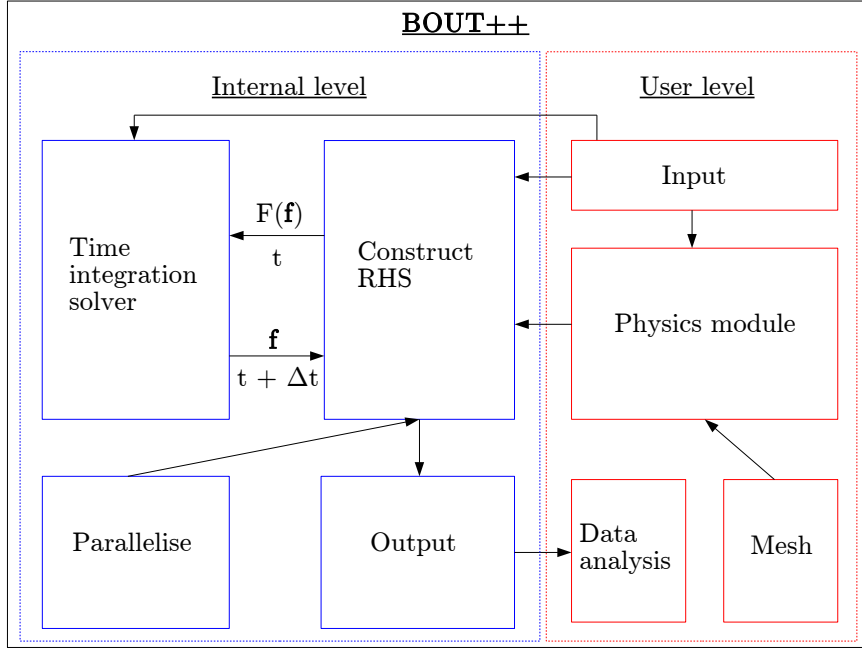 BOUT++
Internal level
User level
Input
F(f)
t
Time
integration
solver
Construct
RHS
Physics module
f
t + Δt
Parallelise
Output
Data
analysis
Mesh